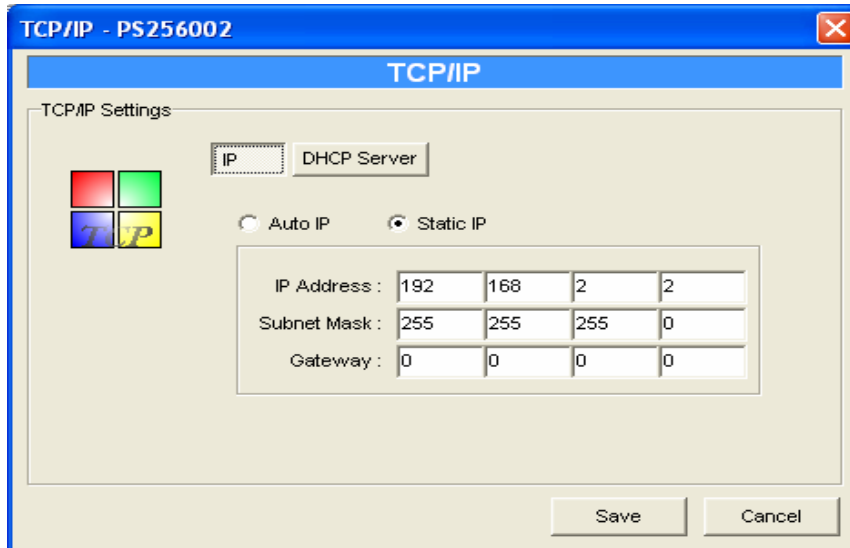 TCP/IP - PS256002
TCP/IP
TCP/IP Settings
IP DHCP Server
TCP
Auto IP Static IP
IP Address : 192 168 2 2
Subnet Mask : 255 255 255 0
Gateway : 0 0 0 0
Save Cancel